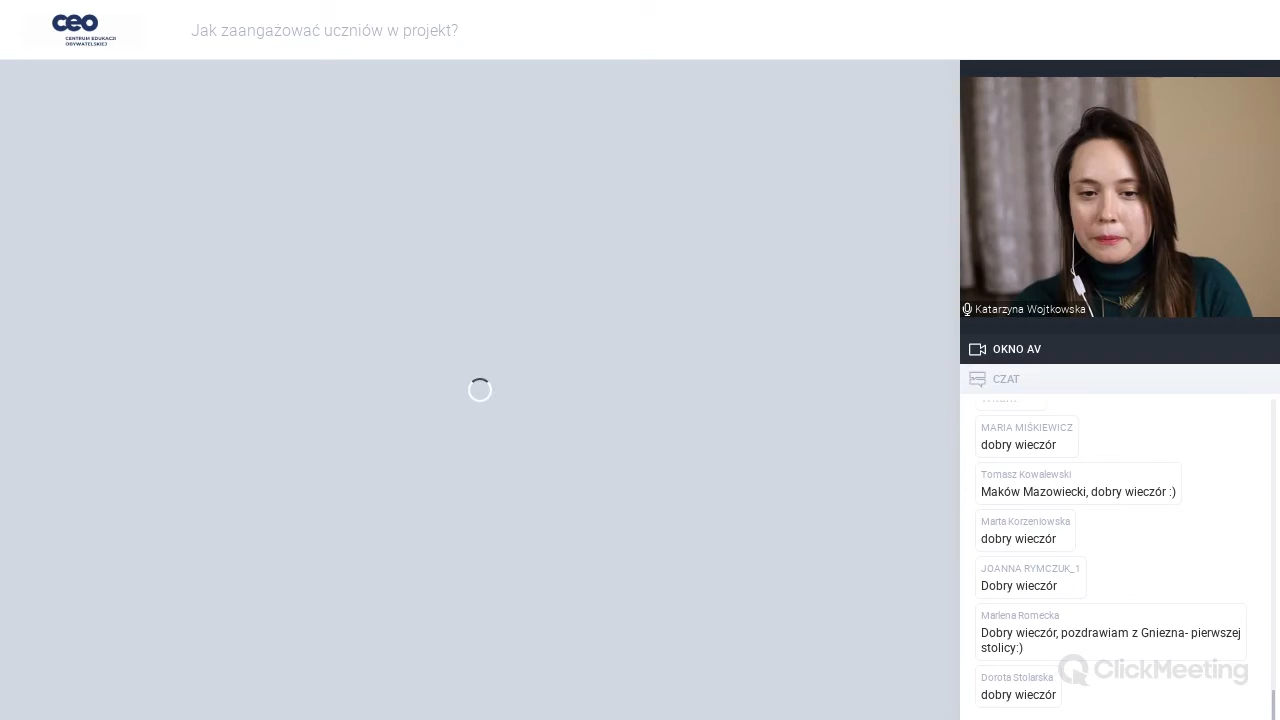 ceo
CENTRUM EDUKACJI
OBYWATELSKIEJ
Jak zaangażować uczniów w projekt?
Katarzyna Wojtkowska
OKNO AV
CZAT
MARIA MIŚKIEWICZ
dobry wieczór
Tomasz Kowalewski
Maków Mazowiecki, dobry wieczór :)
Marta Korzeniowska
dobry wieczór
JOANNA RYMCZUK_1
Dobry wieczór
Marlena Romecka
Dobry wieczór, pozdrawiam z Gniezna- pierwszej
stolicy:)
ClickMeeting
Dorota Stolarska
dobry wieczór